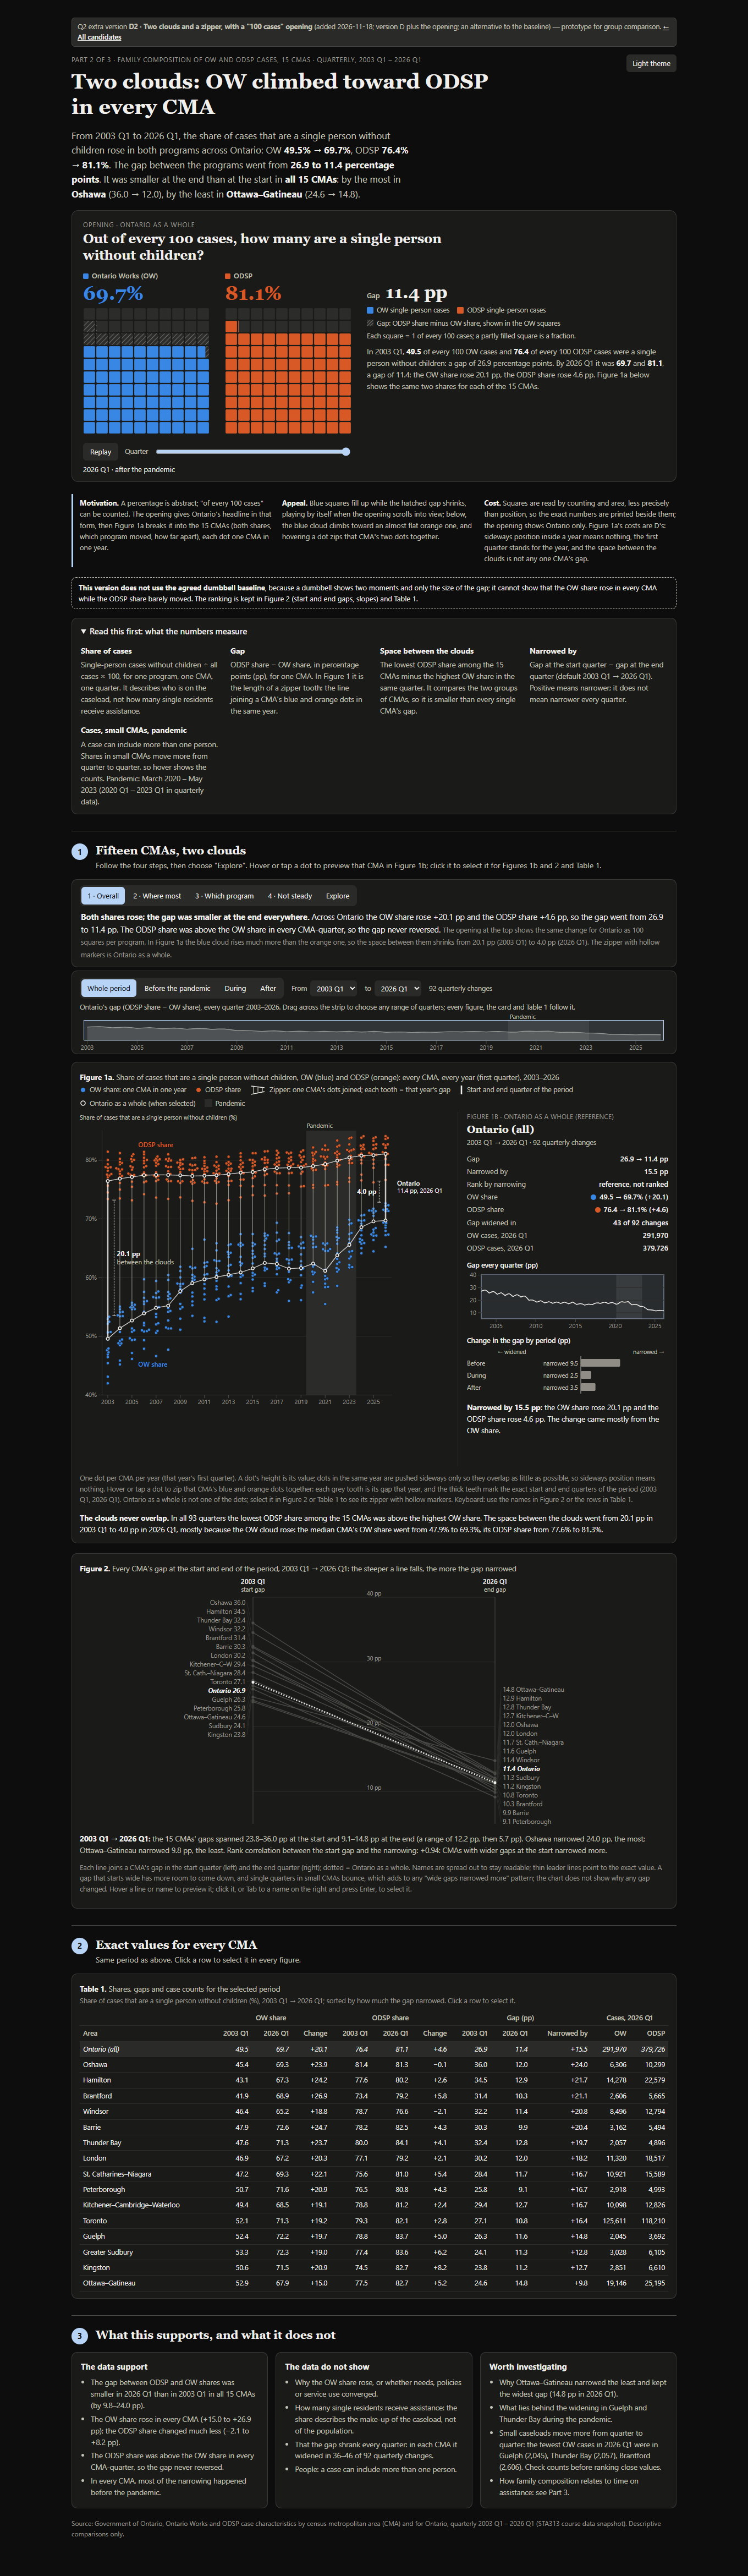 Q2 extra version D2 · Two clouds and a zipper, with a "100 cases" opening (added 2026-11-18; version D plus the opening; an alternative to the baseline) — prototype for group comparison. ←
All candidates
PART 2 OF 3 · FAMILY COMPOSITION OF OW AND ODSP CASES, 15 CMAS · QUARTERLY, 2003 Q1 – 2026 Q1
Light theme
Two clouds: OW climbed toward ODSP
in every CMA
From 2003 Q1 to 2026 Q1, the share of cases that are a single person without
children rose in both programs across Ontario: OW 49.5% → 69.7%, ODSP 76.4%
→ 81.1%. The gap between the programs went from 26.9 to 11.4 percentage
points. It was smaller at the end than at the start in all 15 CMAs: by the most in
Oshawa (36.0 → 12.0), by the least in Ottawa–Gatineau (24.6 → 14.8).
OPENING · ONTARIO AS A WHOLE
Out of every 100 cases, how many are a single person
without children?
Ontario Works (OW)
69.7%
ODSP
81.1%
Gap 11.4 pp
OW single-person cases ODSP single-person cases
Gap: ODSP share minus OW share, shown in the OW squares
Each square = 1 of every 100 cases; a partly filled square is a fraction.
In 2003 Q1, 49.5 of every 100 OW cases and 76.4 of every 100 ODSP cases were a single
person without children: a gap of 26.9 percentage points. By 2026 Q1 it was 69.7 and 81.1,
a gap of 11.4: the OW share rose 20.1 pp, the ODSP share rose 4.6 pp. Figure 1a below
shows the same two shares for each of the 15 CMAs.
Replay Quarter
2026 Q1 · after the pandemic
Motivation. A percentage is abstract; "of every 100 cases"
can be counted. The opening gives Ontario's headline in that
form, then Figure 1a breaks it into the 15 CMAs (both shares,
which program moved, how far apart), each dot one CMA in
one year.
Appeal. Blue squares fill up while the hatched gap shrinks,
playing by itself when the opening scrolls into view; below,
the blue cloud climbs toward an almost flat orange one, and
hovering a dot zips that CMA's two dots together.
Cost. Squares are read by counting and area, less precisely
than position, so the exact numbers are printed beside them;
the opening shows Ontario only. Figure 1a's costs are D's:
sideways position inside a year means nothing, the first
quarter stands for the year, and the space between the
clouds is not any one CMA's gap.
This version does not use the agreed dumbbell baseline, because a dumbbell shows two moments and only the size of the gap; it cannot show that the OW share rose in every CMA
while the ODSP share barely moved. The ranking is kept in Figure 2 (start and end gaps, slopes) and Table 1.
▼ Read this first: what the numbers measure
Share of cases
Single-person cases without children ÷ all
cases × 100, for one program, one CMA,
one quarter. It describes who is on the
caseload, not how many single residents
receive assistance.
Gap
ODSP share − OW share, in percentage
points (pp), for one CMA. In Figure 1 it is
the length of a zipper tooth: the line
joining a CMA's blue and orange dots in
the same year.
Space between the clouds
The lowest ODSP share among the 15
CMAs minus the highest OW share in the
same quarter. It compares the two groups
of CMAs, so it is smaller than every single
CMA's gap.
Narrowed by
Gap at the start quarter − gap at the end
quarter (default 2003 Q1 → 2026 Q1).
Positive means narrower; it does not
mean narrower every quarter.
Cases, small CMAs, pandemic
A case can include more than one person.
Shares in small CMAs move more from
quarter to quarter, so hover shows the
counts. Pandemic: March 2020 – May
2023 (2020 Q1 – 2023 Q1 in quarterly
data).
1 Fifteen CMAs, two clouds
Follow the four steps, then choose "Explore". Hover or tap a dot to preview that CMA in Figure 1b; click it to select it for Figures 1b and 2 and Table 1.
1 · Overall 2 · Where most 3 · Which program 4 · Not steady Explore
Both shares rose; the gap was smaller at the end everywhere. Across Ontario the OW share rose +20.1 pp and the ODSP share +4.6 pp, so the gap went from 26.9
to 11.4 pp. The ODSP share was above the OW share in every CMA-quarter, so the gap never reversed. The opening at the top shows the same change for Ontario as 100
squares per program. In Figure 1a the blue cloud rises much more than the orange one, so the space between them shrinks from 20.1 pp (2003 Q1) to 4.0 pp (2026 Q1). The zipper with hollow
markers is Ontario as a whole.
Whole period Before the pandemic During After From 2003 Q1 to 2026 Q1 92 quarterly changes
Ontario's gap (ODSP share − OW share), every quarter 2003–2026. Drag across the strip to choose any range of quarters; every figure, the card and Table 1 follow it.
Pandemic
2003 2005 2007 2009 2011 2013 2015 2017 2019 2021 2023 2025
Figure 1a. Share of cases that are a single person without children, OW (blue) and ODSP (orange): every CMA, every year (first quarter), 2003–2026
OW share: one CMA in one year ODSP share Zipper: one CMA's dots joined; each tooth = that year's gap Start and end quarter of the period
Ontario as a whole (when selected) Pandemic
Share of cases that are a single person without children (%)
Pandemic
ODSP share
80%
70%
60%
50%
40%
20.1 pp
between the clouds
4.0 pp
Ontario
11.4 pp, 2026 Q1
OW share
2003 2005 2007 2009 2011 2013 2015 2017 2019 2021 2023 2025
FIGURE 1B · ONTARIO AS A WHOLE (REFERENCE)
Ontario (all)
2003 Q1 → 2026 Q1 · 92 quarterly changes
Gap 26.9 → 11.4 pp
Narrowed by 15.5 pp
Rank by narrowing reference, not ranked
OW share 49.5 → 69.7% (+20.1)
ODSP share 76.4 → 81.1% (+4.6)
Gap widened in 43 of 92 changes
OW cases, 2026 Q1 291,970
ODSP cases, 2026 Q1 379,726
Gap every quarter (pp)
40
30
20
10
2005 2010 2015 2020 2025
Change in the gap by period (pp)
← widened narrowed →
Before narrowed 9.5
During narrowed 2.5
After narrowed 3.5
Narrowed by 15.5 pp: the OW share rose 20.1 pp and the
ODSP share rose 4.6 pp. The change came mostly from the
OW share.
One dot per CMA per year (that year's first quarter). A dot's height is its value; dots in the same year are pushed sideways only so they overlap as little as possible, so sideways position means
nothing. Hover or tap a dot to zip that CMA's blue and orange dots together: each grey tooth is its gap that year, and the thick teeth mark the exact start and end quarters of the period (2003
Q1, 2026 Q1). Ontario as a whole is not one of the dots; select it in Figure 2 or Table 1 to see its zipper with hollow markers. Keyboard: use the names in Figure 2 or the rows in Table 1.
The clouds never overlap. In all 93 quarters the lowest ODSP share among the 15 CMAs was above the highest OW share. The space between the clouds went from 20.1 pp in
2003 Q1 to 4.0 pp in 2026 Q1, mostly because the OW cloud rose: the median CMA's OW share went from 47.9% to 69.3%, its ODSP share from 77.6% to 81.3%.
Figure 2. Every CMA's gap at the start and end of the period, 2003 Q1 → 2026 Q1: the steeper a line falls, the more the gap narrowed
2003 Q1
start gap
2026 Q1
end gap
40 pp
30 pp
20 pp
10 pp
Oshawa 36.0
Hamilton 34.5
Thunder Bay 32.4
Windsor 32.2
Brantford 31.4
Barrie 30.3
London 30.2
Kitchener–C–W 29.4
St. Cath.–Niagara 28.4
Toronto 27.1
Ontario 26.9
Guelph 26.3
Peterborough 25.8
Ottawa–Gatineau 24.6
Sudbury 24.1
Kingston 23.8
14.8 Ottawa–Gatineau
12.9 Hamilton
12.8 Thunder Bay
12.7 Kitchener–C–W
12.0 Oshawa
12.0 London
11.7 St. Cath.–Niagara
11.6 Guelph
11.4 Windsor
11.4 Ontario
11.3 Sudbury
11.2 Kingston
10.8 Toronto
10.3 Brantford
9.9 Barrie
9.1 Peterborough
2003 Q1 → 2026 Q1: the 15 CMAs' gaps spanned 23.8–36.0 pp at the start and 9.1–14.8 pp at the end (a range of 12.2 pp, then 5.7 pp). Oshawa narrowed 24.0 pp, the most;
Ottawa–Gatineau narrowed 9.8 pp, the least. Rank correlation between the start gap and the narrowing: +0.94: CMAs with wider gaps at the start narrowed more.
Each line joins a CMA's gap in the start quarter (left) and the end quarter (right); dotted = Ontario as a whole. Names are spread out to stay readable; thin leader lines point to the exact value. A
gap that starts wide has more room to come down, and single quarters in small CMAs bounce, which adds to any "wide gaps narrowed more" pattern; the chart does not show why any gap
changed. Hover a line or name to preview it; click it, or Tab to a name on the right and press Enter, to select it.
2 Exact values for every CMA
Same period as above. Click a row to select it in every figure.
Table 1. Shares, gaps and case counts for the selected period
Share of cases that are a single person without children (%), 2003 Q1 → 2026 Q1; sorted by how much the gap narrowed. Click a row to select it.
OW share ODSP share Gap (pp) Cases, 2026 Q1
Area 2003 Q1 2026 Q1 Change 2003 Q1 2026 Q1 Change 2003 Q1 2026 Q1 Narrowed by OW ODSP
Ontario (all) 49.5 69.7 +20.1 76.4 81.1 +4.6 26.9 11.4 +15.5 291,970 379,726
Oshawa 45.4 69.3 +23.9 81.4 81.3 −0.1 36.0 12.0 +24.0 6,306 10,299
Hamilton 43.1 67.3 +24.2 77.6 80.2 +2.6 34.5 12.9 +21.7 14,278 22,579
Brantford 41.9 68.9 +26.9 73.4 79.2 +5.8 31.4 10.3 +21.1 2,606 5,665
Windsor 46.4 65.2 +18.8 78.7 76.6 −2.1 32.2 11.4 +20.8 8,496 12,794
Barrie 47.9 72.6 +24.7 78.2 82.5 +4.3 30.3 9.9 +20.4 3,162 5,494
Thunder Bay 47.6 71.3 +23.7 80.0 84.1 +4.1 32.4 12.8 +19.7 2,057 4,896
London 46.9 67.2 +20.3 77.1 79.2 +2.1 30.2 12.0 +18.2 11,320 18,517
St. Catharines–Niagara 47.2 69.3 +22.1 75.6 81.0 +5.4 28.4 11.7 +16.7 10,921 15,589
Peterborough 50.7 71.6 +20.9 76.5 80.8 +4.3 25.8 9.1 +16.7 2,918 4,993
Kitchener–Cambridge–Waterloo 49.4 68.5 +19.1 78.8 81.2 +2.4 29.4 12.7 +16.7 10,098 12,826
Toronto 52.1 71.3 +19.2 79.3 82.1 +2.8 27.1 10.8 +16.4 125,611 118,210
Guelph 52.4 72.2 +19.7 78.8 83.7 +5.0 26.3 11.6 +14.8 2,045 3,692
Greater Sudbury 53.3 72.3 +19.0 77.4 83.6 +6.2 24.1 11.3 +12.8 3,028 6,105
Kingston 50.6 71.5 +20.9 74.5 82.7 +8.2 23.8 11.2 +12.7 2,851 6,610
Ottawa–Gatineau 52.9 67.9 +15.0 77.5 82.7 +5.2 24.6 14.8 +9.8 19,146 25,195
3 What this supports, and what it does not
The data support
• The gap between ODSP and OW shares was
smaller in 2026 Q1 than in 2003 Q1 in all 15 CMAs
(by 9.8–24.0 pp).
• The OW share rose in every CMA (+15.0 to +26.9
pp); the ODSP share changed much less (−2.1 to
+8.2 pp).
• The ODSP share was above the OW share in every
CMA-quarter, so the gap never reversed.
• In every CMA, most of the narrowing happened
before the pandemic.
The data do not show
• Why the OW share rose, or whether needs, policies
or service use converged.
• How many single residents receive assistance: the
share describes the make-up of the caseload, not
of the population.
• That the gap shrank every quarter: in each CMA it
widened in 36–46 of 92 quarterly changes.
• People: a case can include more than one person.
Worth investigating
• Why Ottawa–Gatineau narrowed the least and kept
the widest gap (14.8 pp in 2026 Q1).
• What lies behind the widening in Guelph and
Thunder Bay during the pandemic.
• Small caseloads move more from quarter to
quarter: the fewest OW cases in 2026 Q1 were in
Guelph (2,045), Thunder Bay (2,057), Brantford
(2,606). Check counts before ranking close values.
• How family composition relates to time on
assistance: see Part 3.
Source: Government of Ontario, Ontario Works and ODSP case characteristics by census metropolitan area (CMA) and for Ontario, quarterly 2003 Q1 – 2026 Q1 (STA313 course data snapshot). Descriptive
comparisons only.